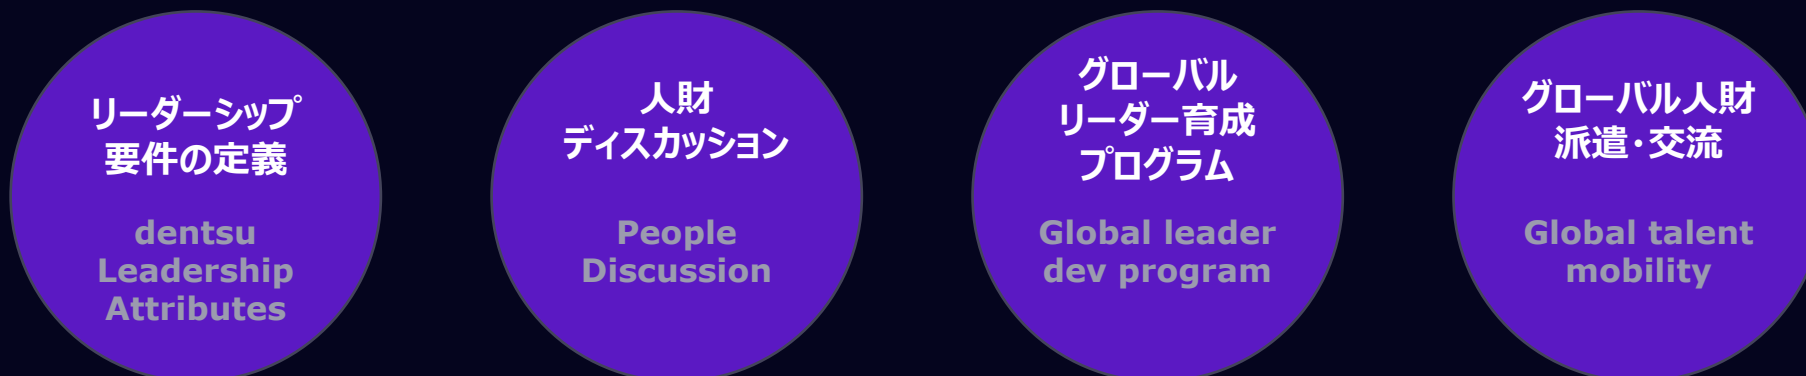 リーダーシップ
要件の定義
dentsu
Leadership
Attributes
人財
ディスカッション
People
Discussion
グローバル
リーダー育成
プログラム
Global leader
dev program
グローバル人財
派遣・交流
Global talent
mobility